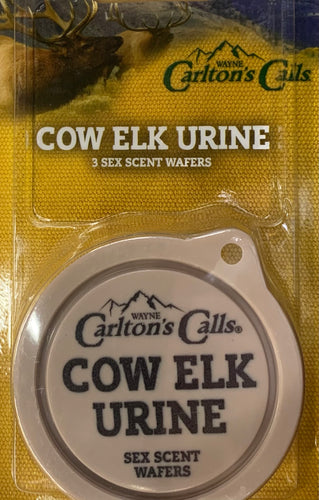 WAYNE
Carlton's Calls
COW ELK URINE
3 SEX SCENT WAFERS
WAYNE
Carlton's Calls®
COW ELK
URINE
SEX SCENT
WAFERS